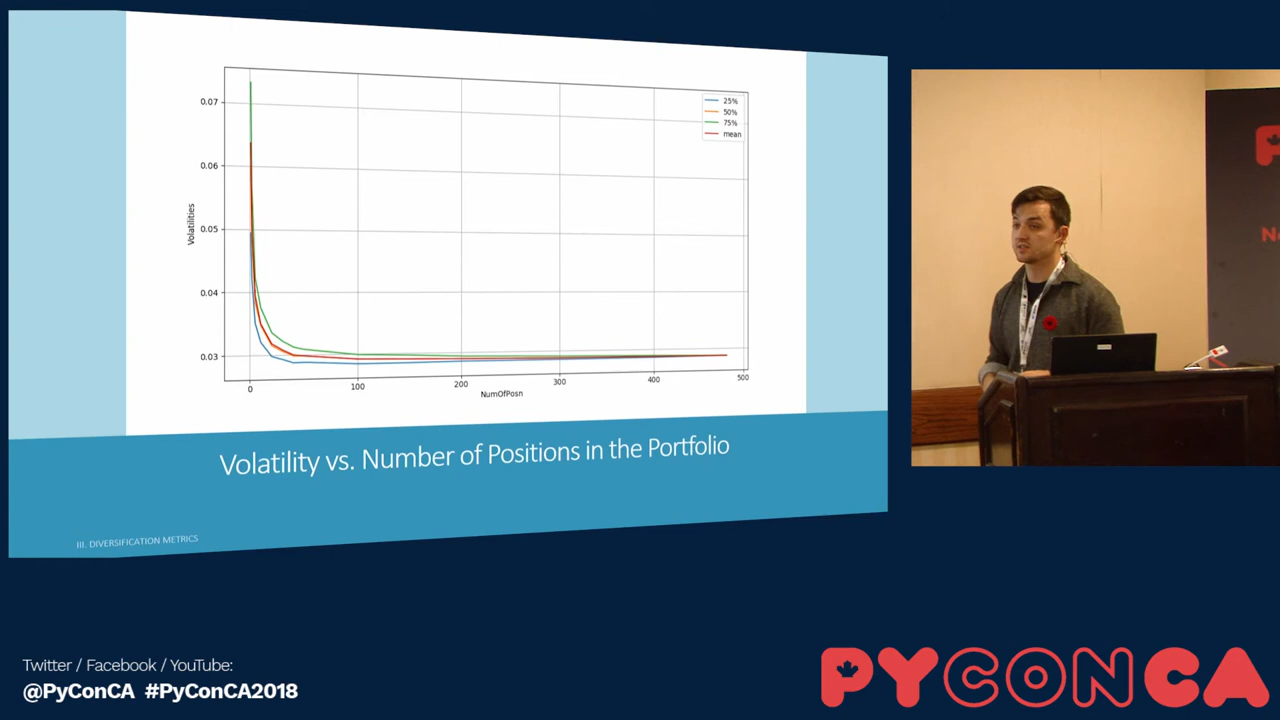 0.07
0.06
0.05
0.04
0.03
Volatilities
0
100
200
300
400
500
NumOfPosn
25%
50%
75%
mean
Volatility vs. Number of Positions in the Portfolio
III. DIVERSIFICATION METRICS
Twitter / Facebook / YouTube:
@PyConCA #PyConCA2018
PYCONCA